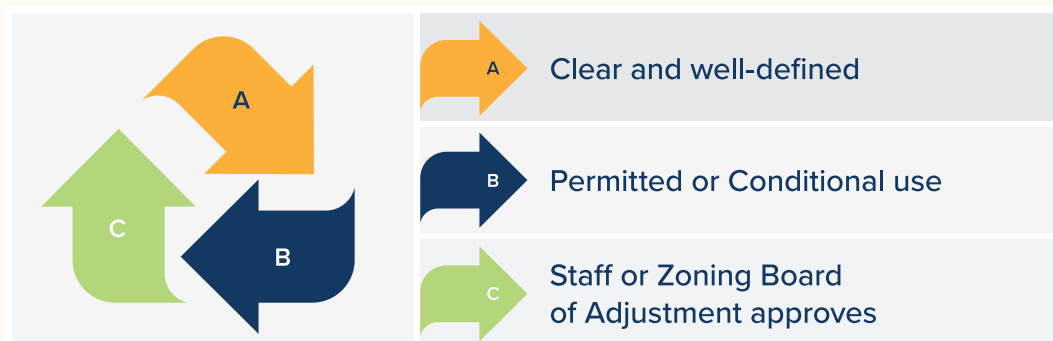 A
B
C
A Clear and well-defined
B Permitted or Conditional use
C Staff or Zoning Board
of Adjustment approves